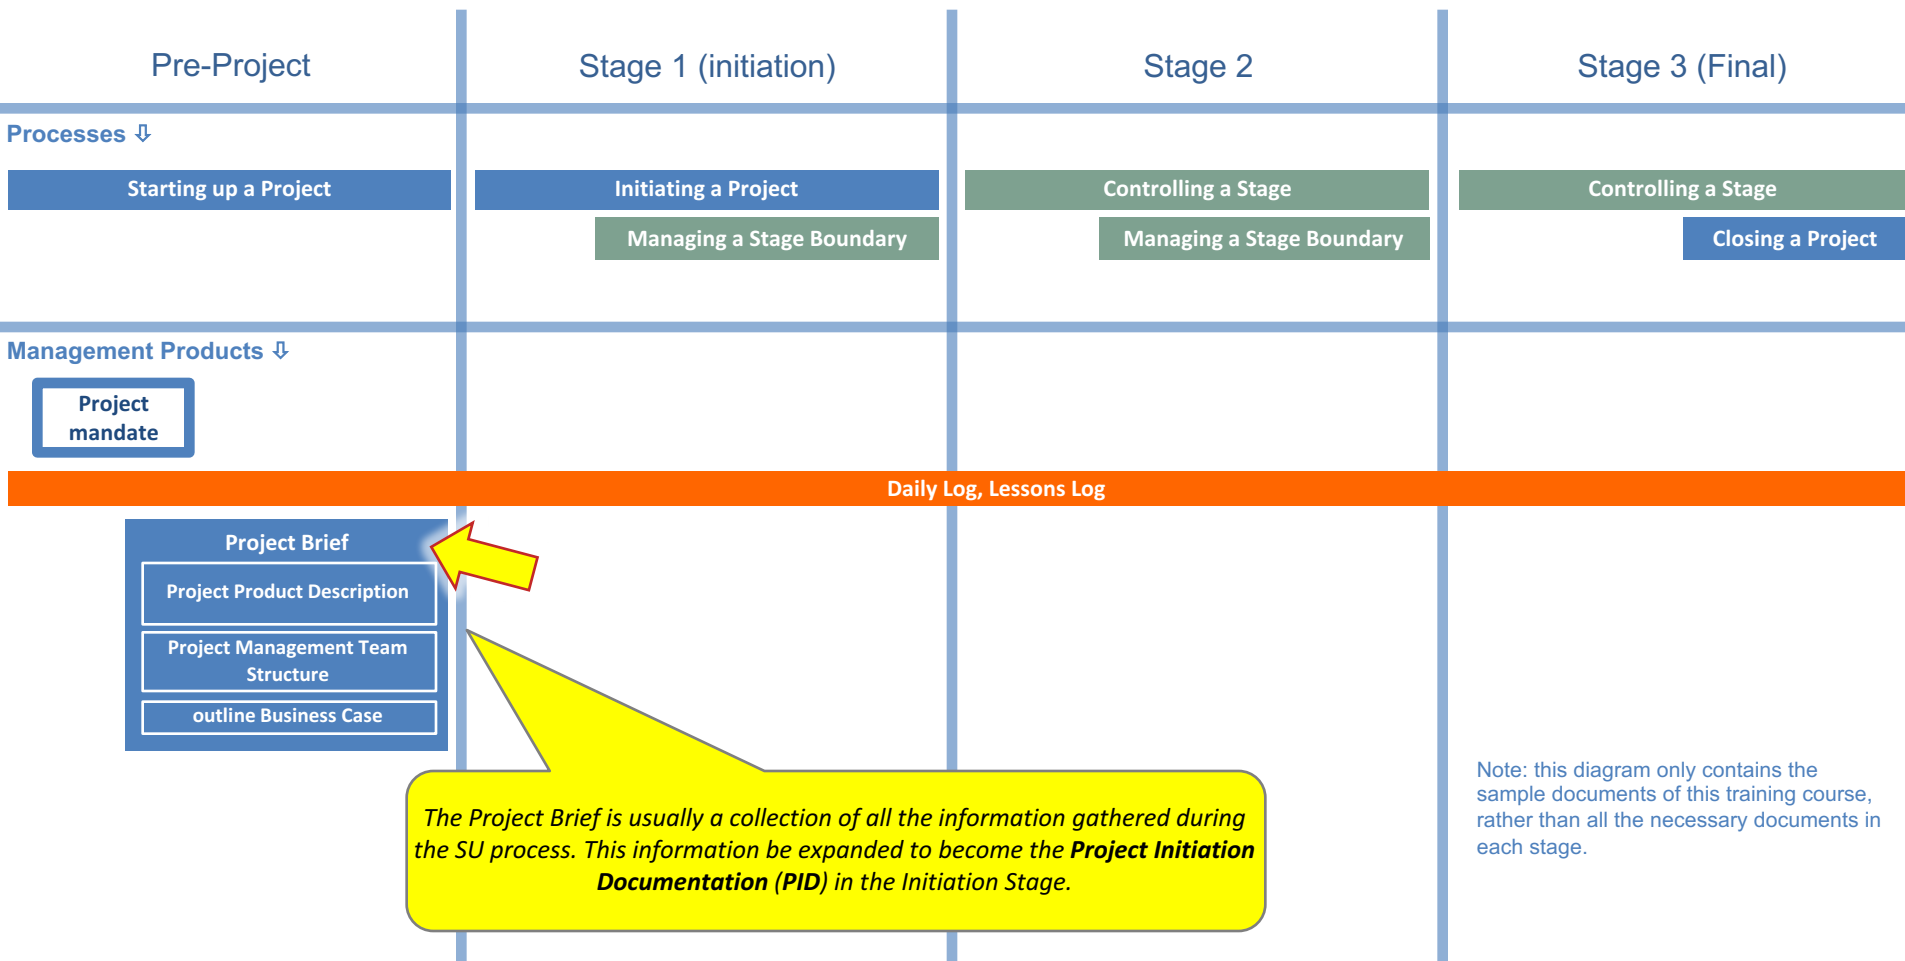 Pre-Project
Stage 1 (initiation)
Stage 2
Stage 3 (Final)
Processes ⇩
Starting up a Project
Initiating a Project
Controlling a Stage
Controlling a Stage
Managing a Stage Boundary
Managing a Stage Boundary
Closing a Project
Management Products ⇩
Project
mandate
Daily Log, Lessons Log
Project Brief
Project Product Description
Project Management Team
Structure
outline Business Case
The Project Brief is usually a collection of all the information gathered during
the SU process. This information be expanded to become the Project Initiation
Documentation (PID) in the Initiation Stage.
Note: this diagram only contains the
sample documents of this training course,
rather than all the necessary documents in
each stage.